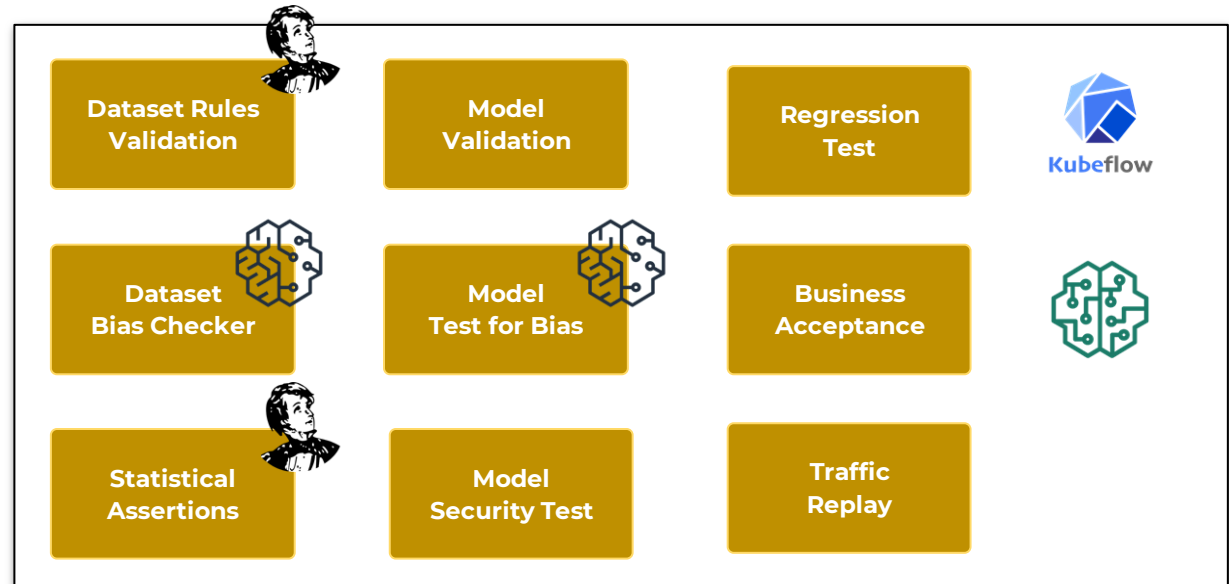 Dataset Rules
Validation
Model
Validation
Regression
Test
Kubeflow
Dataset
Bias Checker
Model
Test for Bias
Business
Acceptance
Statistical
Assertions
Model
Security Test
Traffic
Replay